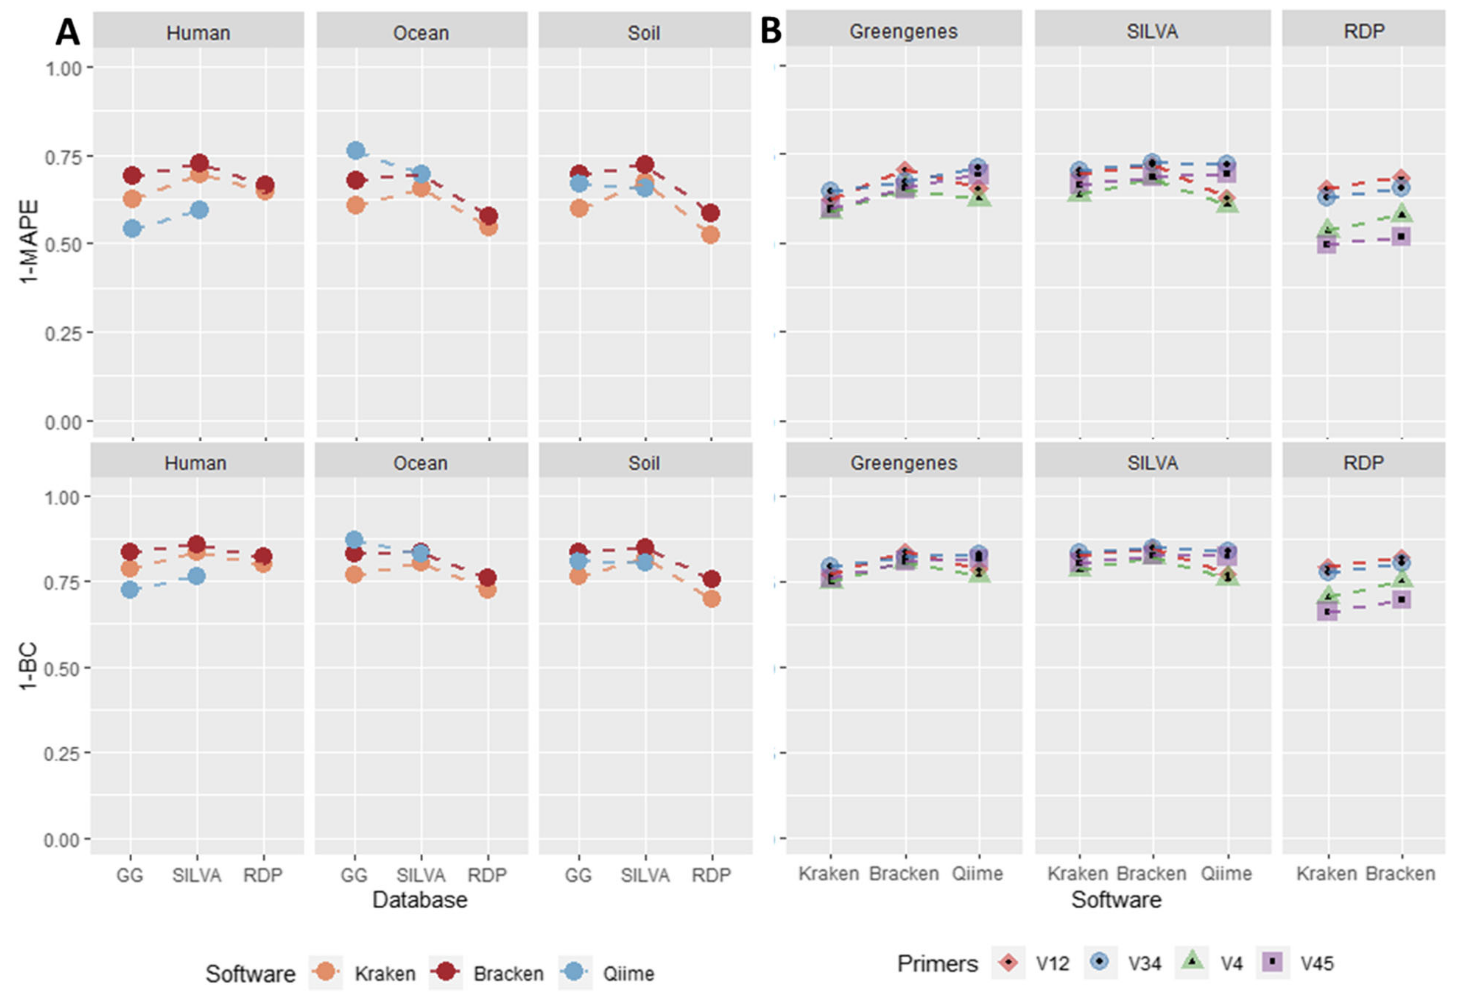 A
Human Ocean Soil
B
Greengenes SILVA RDP
1.00
0.75
0.50
0.25
0.00
1-MAPE
Human Ocean Soil
Greengenes SILVA RDP
1.00
0.75
0.50
0.25
0.00
1-BC
GG SILVA RDP GG SILVA RDP GG SILVA RDP
Database
Kraken Bracken Qiime Kraken Bracken Qiime Kraken Bracken
Software
Software Kraken Bracken Qiime
Primers V12 V34 V4 V45